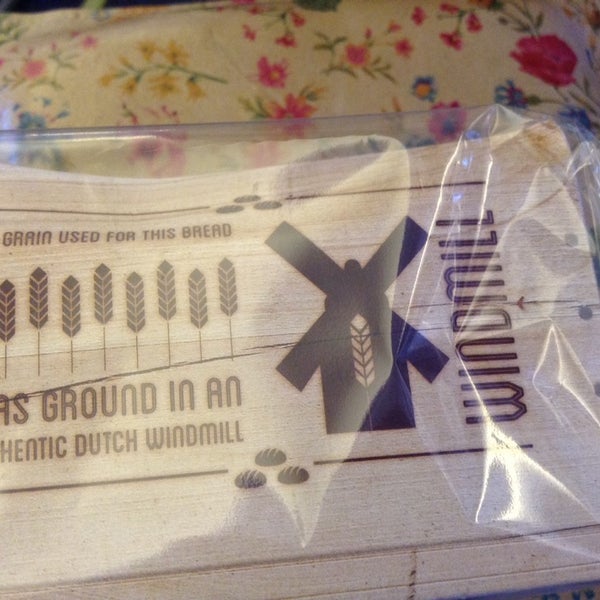 GRAIN USED FOR THIS BREAD
AS GROUND IN AN
HENTIC DUTCH WINDMILL
WINDMILL